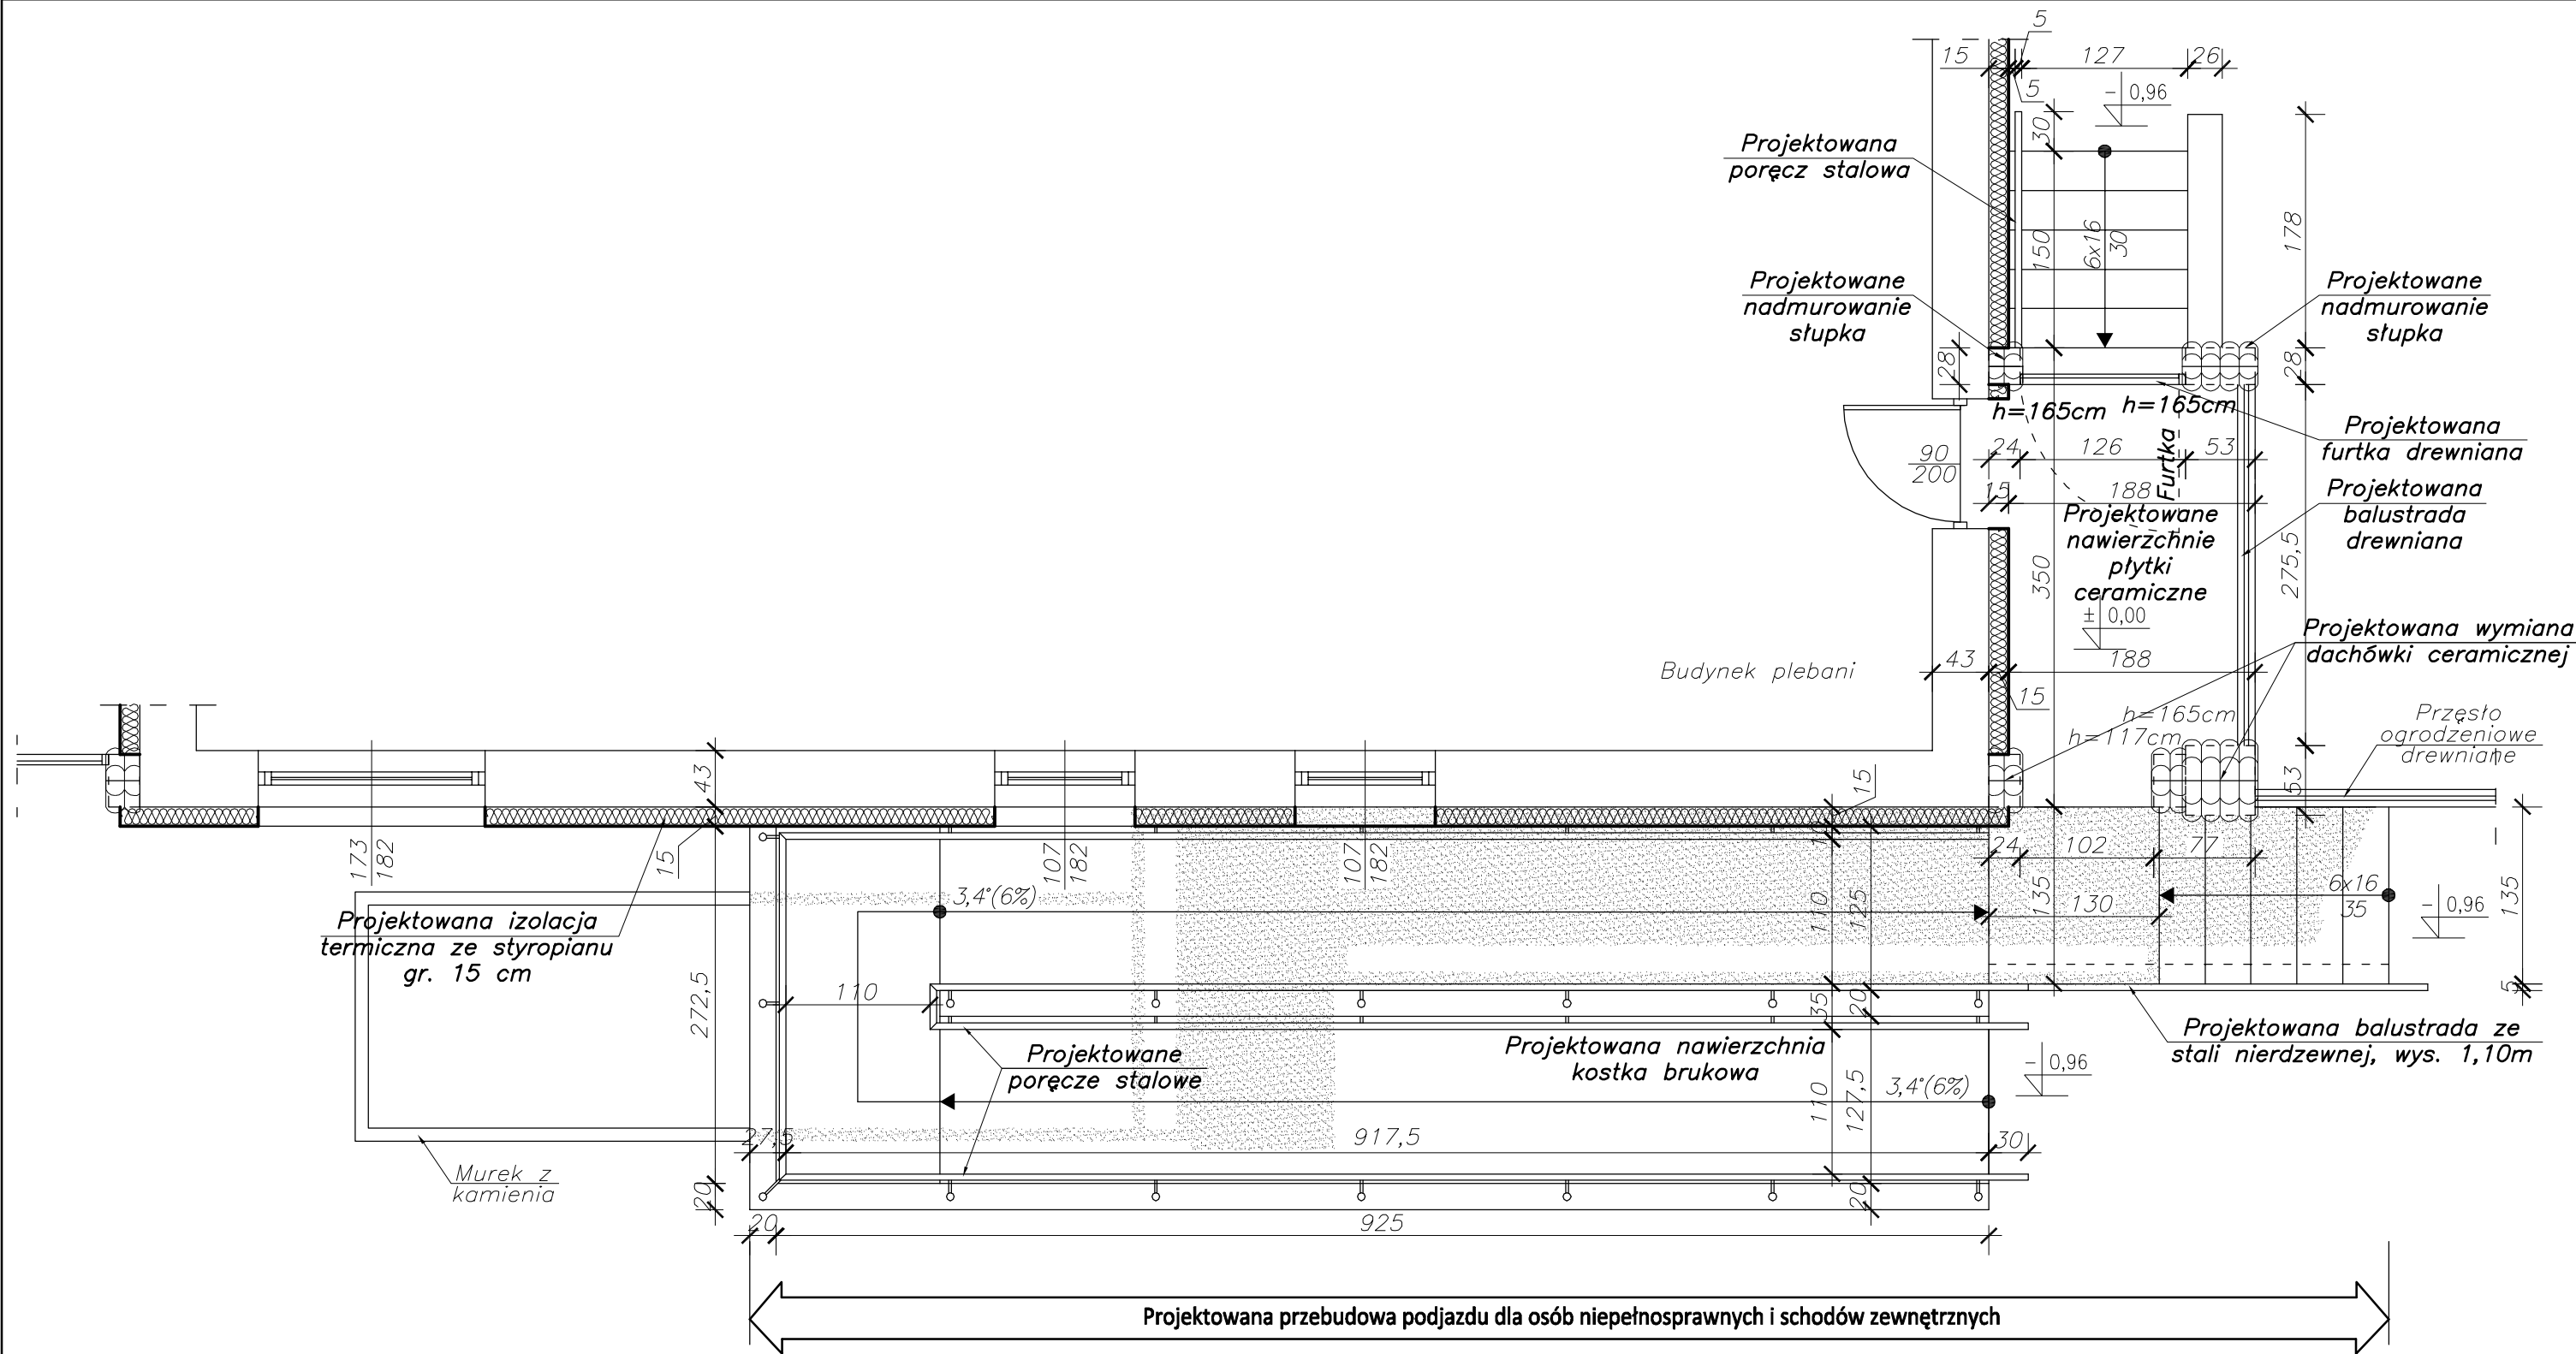 5
15
127
26
5
- 0,96
30
Projektowana
poręcz stalowa
150
6x16
30
178
Projektowane
nadmurowanie
słupka
Projektowane
nadmurowanie
słupka
28
28
h=165cm
h=165cm
Projektowana
furtka drewniana
24
126
53
Furtka
90
200
15
188
Projektowana
balustrada
drewniana
Projektowane
nawierzchnie
płytki
ceramiczne
350
275,5
± 0,00
Projektowana wymiana
dachówki ceramicznej
Budynek plebani
43
188
15
h=165cm
h=117cm
Przęsło
ogrodzeniowe
drewniane
43
15
53
15
173
182
107
182
107
182
10
24
102
77
3,4°(6%)
110
125
135
130
6x16
35
- 0,96
135
Projektowana izolacja
termiczna ze styropianu
gr. 15 cm
272,5
110
35
20
5
Projektowane
poręcze stalowe
Projektowana nawierzchnia
kostka brukowa
Projektowana balustrada ze
stali nierdzewnej, wys. 1,10m
- 0,96
110
127,5
3,4°(6%)
27,5
917,5
30
Murek z
kamienia
20
20
20
925
Projektowana przebudowa podjazdu dla osób niepełnosprawnych i schodów zewnętrznych